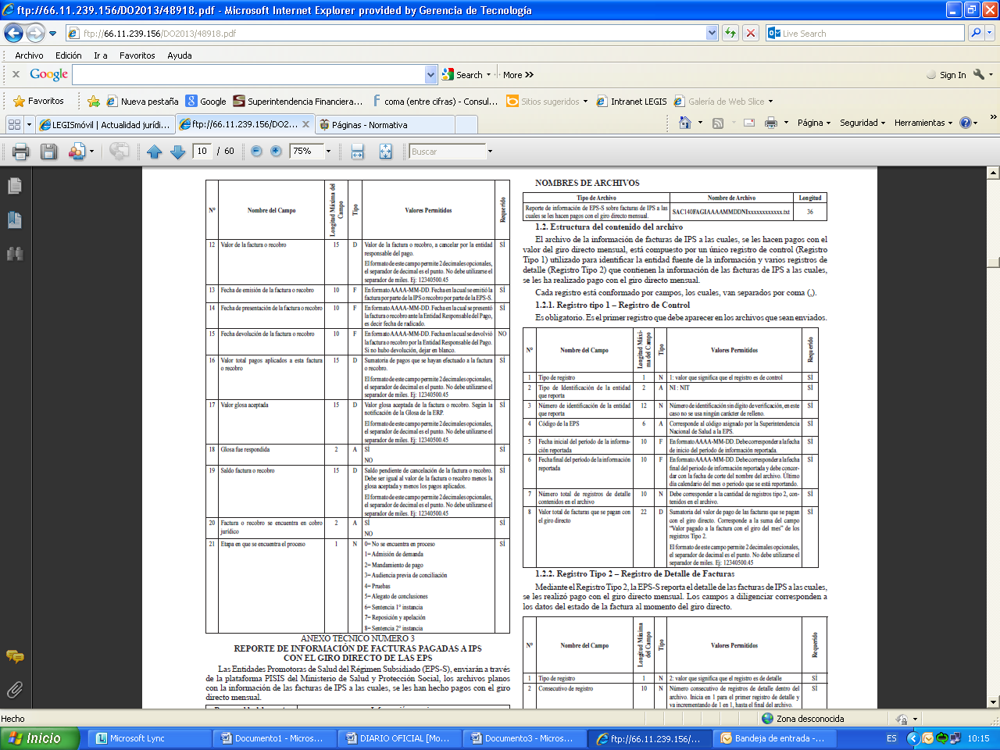 ftp://66.11.239.156/DO2013/48918.pdf - Microsoft Internet Explorer provided by Gerencia de Tecnología
ftp://66.11.239.156/DO2013/48918.pdf
Live Search
Archivo Edición Ir a Favoritos Ayuda
Google Search More Sign In
Favoritos Nueva pestaña Google Superintendencia Financiera... coma (entre cifras) - Consul... Sitios sugeridos Intranet LEGIS Galería de Web Slice
LEGISmóvil | Actualidad jurídi... ftp://66.11.239.156/DO2... Páginas - Normativa Página Seguridad Herramientas
10 / 60 75% Buscar
N° Nombre del Campo Longitud Máxima del Campo Tipo Valores Permitidos Requerido
12 Valor de la factura o recobro 15 D Valor de la factura o recobro, a cancelar por la entidad SÍ
responsable del pago.
El formato de este campo permite 2 decimales opcionales,
el separador de decimal es el punto. No debe utilizarse el
separador de miles. Ej: 12340500.45
13 Fecha de emisión de la factura o recobro 10 F En formato AAAA-MM-DD. Fecha en la cual se emitió la SÍ
factura por parte de la IPS o recobro por parte de la EPS-S.
14 Fecha de presentación de la factura o recobro 10 F En formato AAAA-MM-DD. Fecha en la cual se presentó SÍ
la factura o recobro ante la Entidad Responsable del Pago,
es decir fecha de radicado.
15 Fecha devolución de la factura o recobro 10 F En formato AAAA-MM-DD. Fecha en la cual se devolvió NO
la factura o recobro por la Entidad Responsable del Pago.
Si no hubo devolución, dejar en blanco.
16 Valor total pagos aplicados a esta factura 15 D Sumatoria de pagos que se hayan efectuado a la factura SÍ
o recobro o recobro.
El formato de este campo permite 2 decimales opcionales,
el separador de decimal es el punto. No debe utilizarse el
separador de miles. Ej: 12340500.45
17 Valor glosa aceptada 15 D Valor glosa aceptada de la factura o recobro. Según la SÍ
notificación de la Glosa de la ERP.
El formato de este campo permite 2 decimales opcionales,
el separador de decimal es el punto. No debe utilizarse el
separador de miles. Ej: 12340500.45
18 Glosa fue respondida 2 A SÍ SÍ
NO
19 Saldo factura o recobro 15 D Saldo pendiente de cancelación de la factura o recobro. SÍ
Debe ser igual al valor de la factura o recobro menos la
glosa aceptada y menos los pagos aplicados.
El formato de este campo permite 2 decimales opcionales,
el separador de decimal es el punto. No debe utilizarse el
separador de miles. Ej: 12340500.45
20 Factura o recobro se encuentra en cobro 2 A SÍ SÍ
jurídico NO
21 Etapa en que se encuentra el proceso 1 N 0= No se encuentra en proceso SÍ
1= Admisión de demanda
2= Mandamiento de pago
3= Audiencia previa de conciliación
4= Pruebas
5= Alegato de conclusiones
6= Sentencia 1° instancia
7= Reposición y apelación
8= Sentencia 2° instancia
ANEXO TÉCNICO NÚMERO 3
REPORTE DE INFORMACIÓN DE FACTURAS PAGADAS A IPS
CON EL GIRO DIRECTO DE LAS EPS
Las Entidades Promotoras de Salud del Régimen Subsidiado (EPS-S), enviarán a través
de la plataforma PISIS del Ministerio de Salud y Protección Social, los archivos planos
con la información de las facturas de IPS a las cuales, se les han hecho pagos con el giro
directo mensual.
NOMBRES DE ARCHIVOS
Tipo de Archivo Nombre de Archivo Longitud
Reporte de información de EPS-S sobre facturas de IPS a las SAC140FAGIAAAAMMDDNIxxxxxxxxxxxx.txt 36
cuales se les hacen pagos con el giro directo mensual.
1.2. Estructura del contenido del archivo
El archivo de la información de facturas de IPS a las cuales, se les hacen pagos con el
valor del giro directo mensual, está compuesto por un único registro de control (Registro
Tipo 1) utilizado para identificar la entidad fuente de la información y varios registros de
detalle (Registro Tipo 2) que contienen la información de las facturas de IPS a las cuales,
se les ha realizado pago con el giro directo mensual.
Cada registro está conformado por campos, los cuales, van separados por coma (,).
1.2.1. Registro tipo 1 – Registro de Control
Es obligatorio. Es el primer registro que debe aparecer en los archivos que sean enviados.
N° Nombre del Campo Longitud Máxi-ma del Campo Tipo Valores Permitidos Requerido
1 Tipo de registro 1 N 1: valor que significa que el registro es de control SÍ
2 Tipo de Identificación de la entidad 2 A NI : NIT SÍ
que reporta
3 Número de identificación de la entidad 12 N Número de identificación sin dígito de verificación, en este SÍ
que reporta caso no se usa ningún carácter de relleno.
4 Código de la EPS 6 A Corresponde al código asignado por la Superintendencia SÍ
Nacional de Salud a la EPS.
5 Fecha inicial del período de la informa- 10 F En formato AAAA-MM-DD. Debe corresponder a la fecha SÍ
ción reportada de inicio del período de información reportada.
6 Fecha final del período de la información 10 F En formato AAAA-MM-DD. Debe corresponder a la fecha SÍ
reportada final del período de información reportada y debe concor-
dar con la fecha de corte del nombre del archivo. Último
día calendario del mes o período que se está reportando.
7 Número total de registros de detalle 10 N Debe corresponder a la cantidad de registros tipo 2, con- SÍ
contenidos en el archivo tenidos en el archivo.
8 Valor total de facturas que se pagan con 22 D Sumatoria del valor de pago de las facturas que se pagan SÍ
el giro directo con el giro directo. Corresponde a la suma del campo
“Valor pagado a la factura con el giro del mes” de los
registros Tipo 2.
El formato de este campo permite 2 decimales opcionales,
el separador de decimal es el punto. No debe utilizarse el
separador de miles. Ej: 12340500.45
1.2.2. Registro Tipo 2 – Registro de Detalle de Facturas
Mediante el Registro Tipo 2, la EPS-S reporta el detalle de las facturas de IPS a las cuales,
se les realizó pago con el giro directo mensual. Los campos a diligenciar corresponden a
los datos del estado de la factura al momento del giro directo.
N° Nombre del Campo Longitud Máxima del Campo Tipo Valores Permitidos Requerido
1 Tipo de registro 1 N 2: valor que significa que el registro es de detalle SÍ
2 Consecutivo de registro 10 N Número consecutivo de registros de detalle dentro del SÍ
archivo. Inicia en 1 para el primer registro de detalle y
va incrementando de 1 en 1, hasta el final del archivo.
Hecho Zona desconocida
Inicio Microsoft Lync Documento1 - Micros... DIARIO OFICIAL [Mo... Documento3 - Micros... ftp://66.11.239.156/... Bandeja de entrada -... ES 10:15